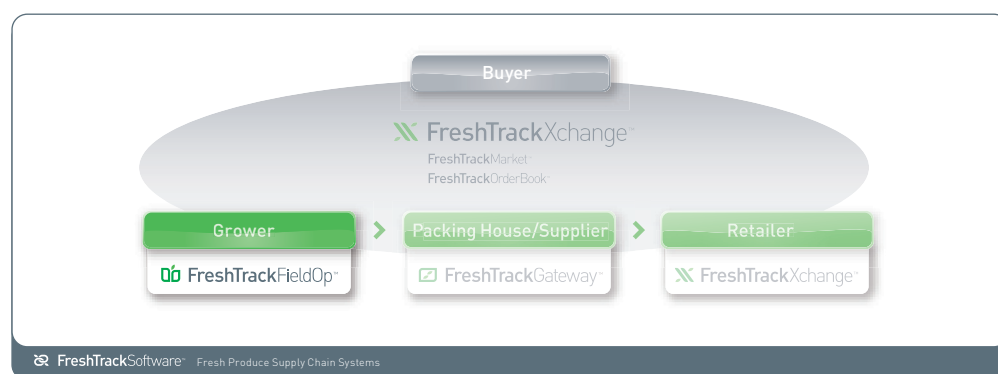 Buyer
FreshTrackXchange™
FreshTrackMarket™
FreshTrackOrderBook™
Grower
Packing House/Supplier
Retailer
FreshTrackFieldOp™
FreshTrackGateway™
FreshTrackXchange™
FreshTrackSoftware™ Fresh Produce Supply Chain Systems